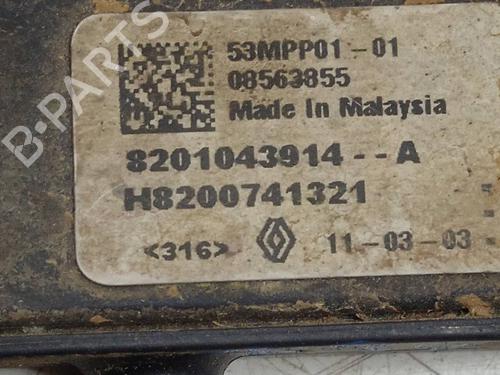 53MPP01-01
08563855
Made In Malaysia
8201043914--A
H8200741321
<316> 11-03-03
B-PARTS